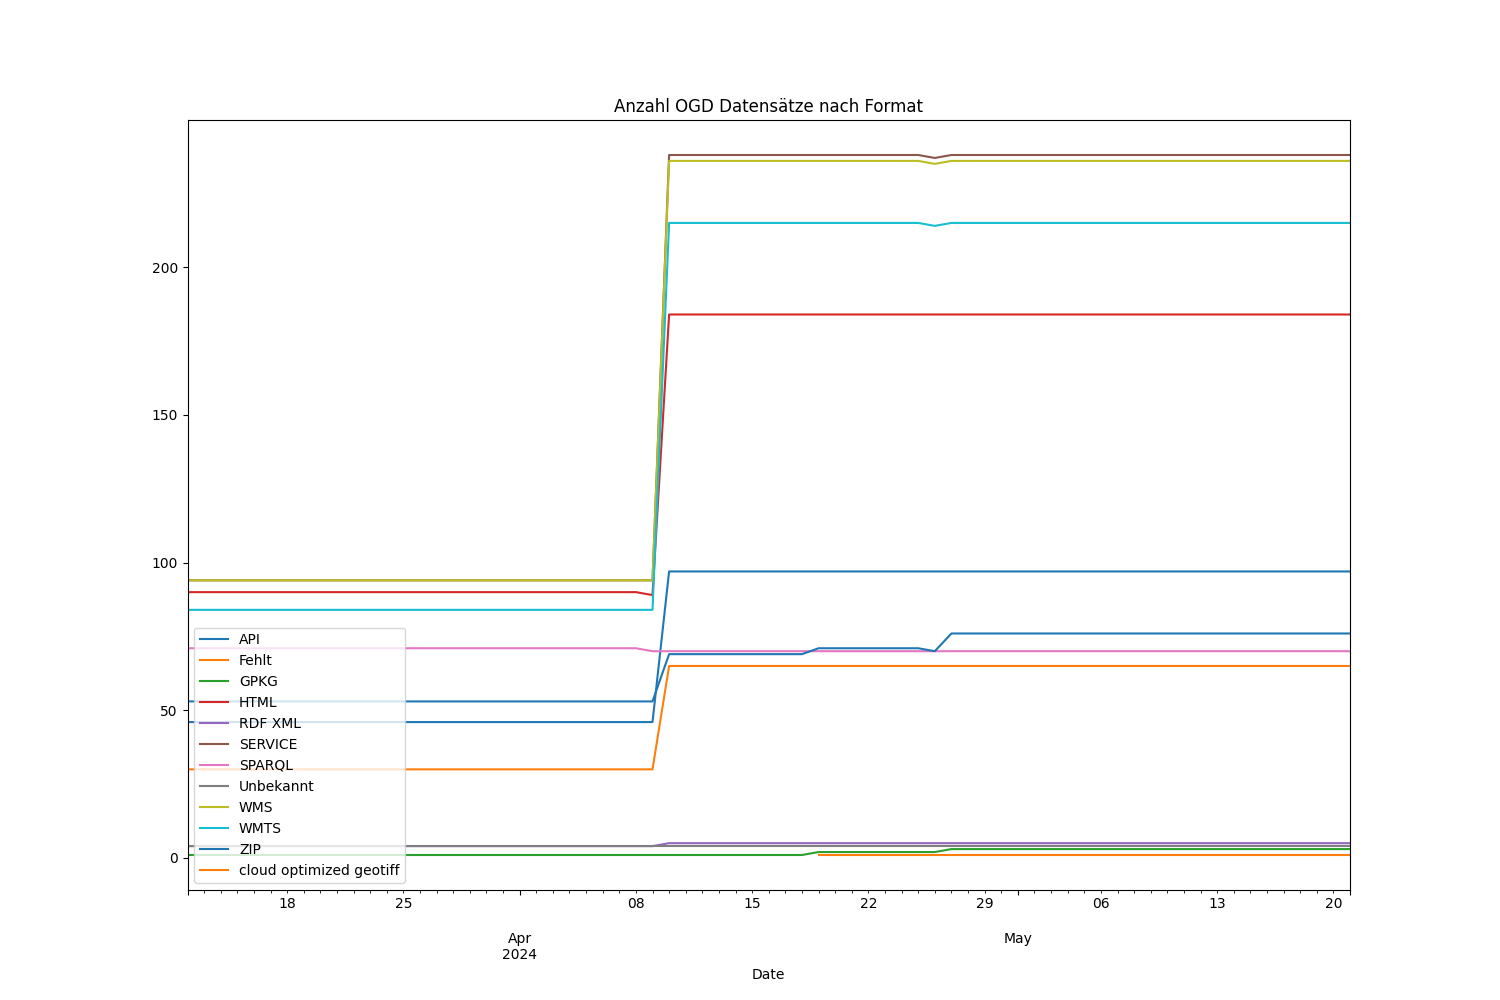 Anzahl OGD Datensätze nach Format
200
150
100
50
0
API
Fehlt
GPKG
HTML
RDF XML
SERVICE
SPARQL
Unbekannt
WMS
WMTS
ZIP
cloud optimized geotiff
18 25 08 15 22 29 06 13 20
Apr May
2024
Date